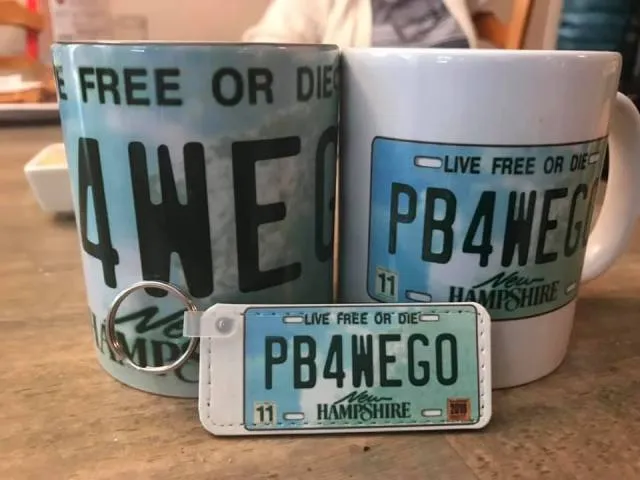 E FREE OR DIE
4WEG
New
HAMPS
LIVE FREE OR DIE
PB4WEGO
11
New
HAMPSHIRE
LIVE FREE OR DIE
PB4WEGO
11
New
HAMPSHIRE